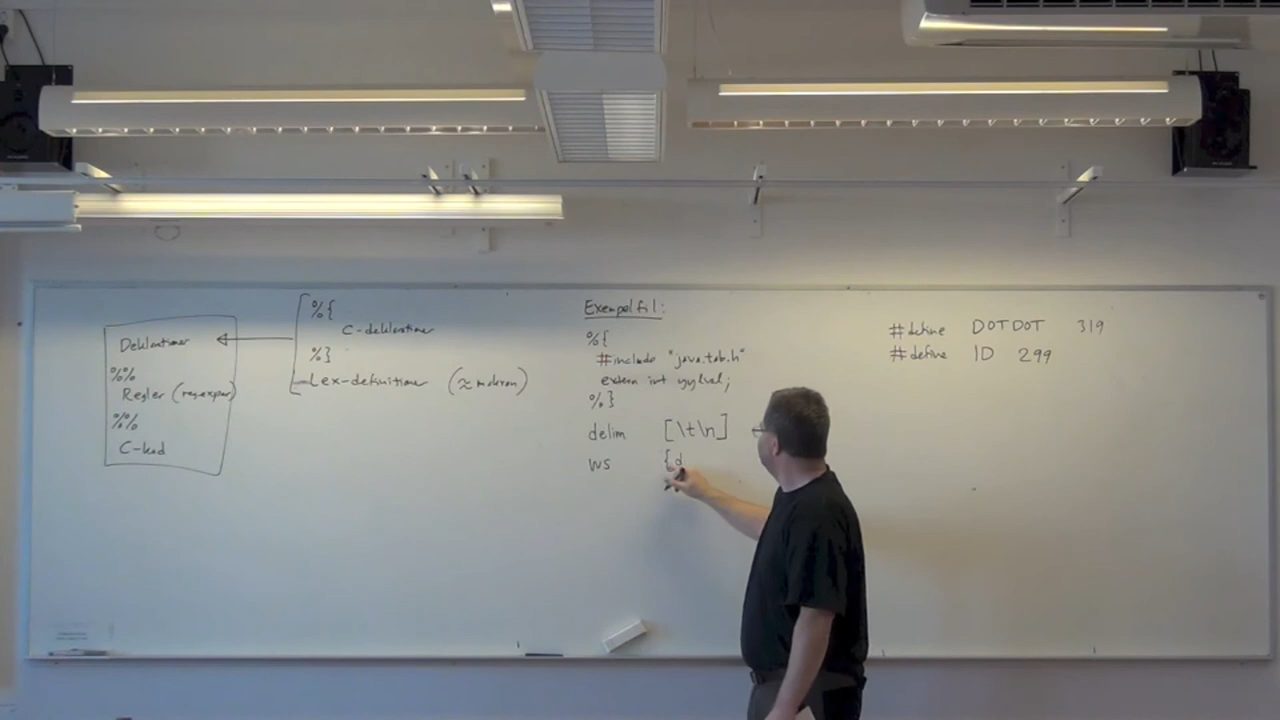 Deklarationer
%%
Regler (reg.expar)
%%
C-kod
%{
C-deklarationer
%}
Lex-definitioner (≈ makron)
Exempelfil:
%{
#include "java.tab.h"
extern int yylval;
%}
delim [\t\n]
ws {d
#define DOTDOT 319
#define ID 299